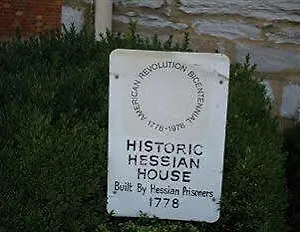 AMERICAN REVOLUTION BICENTENNIAL
1776-1976
HISTORIC
HESSIAN
HOUSE
Built By Hessian Prisoners
1778